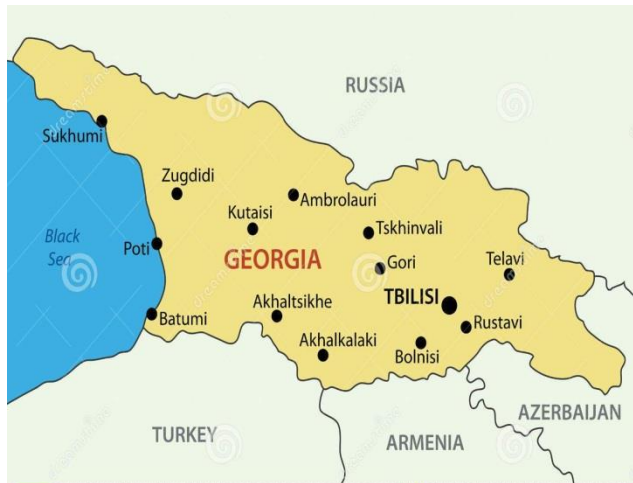 RUSSIA
Sukhumi
Zugdidi
Ambrolauri
Kutaisi
Tskhinvali
Black
Sea
Poti
GEORGIA
Gori
Telavi
TBILISI
Akhaltsikhe
Batumi
Rustavi
Akhalkalaki
Bolnisi
AZERBAIJAN
TURKEY
ARMENIA